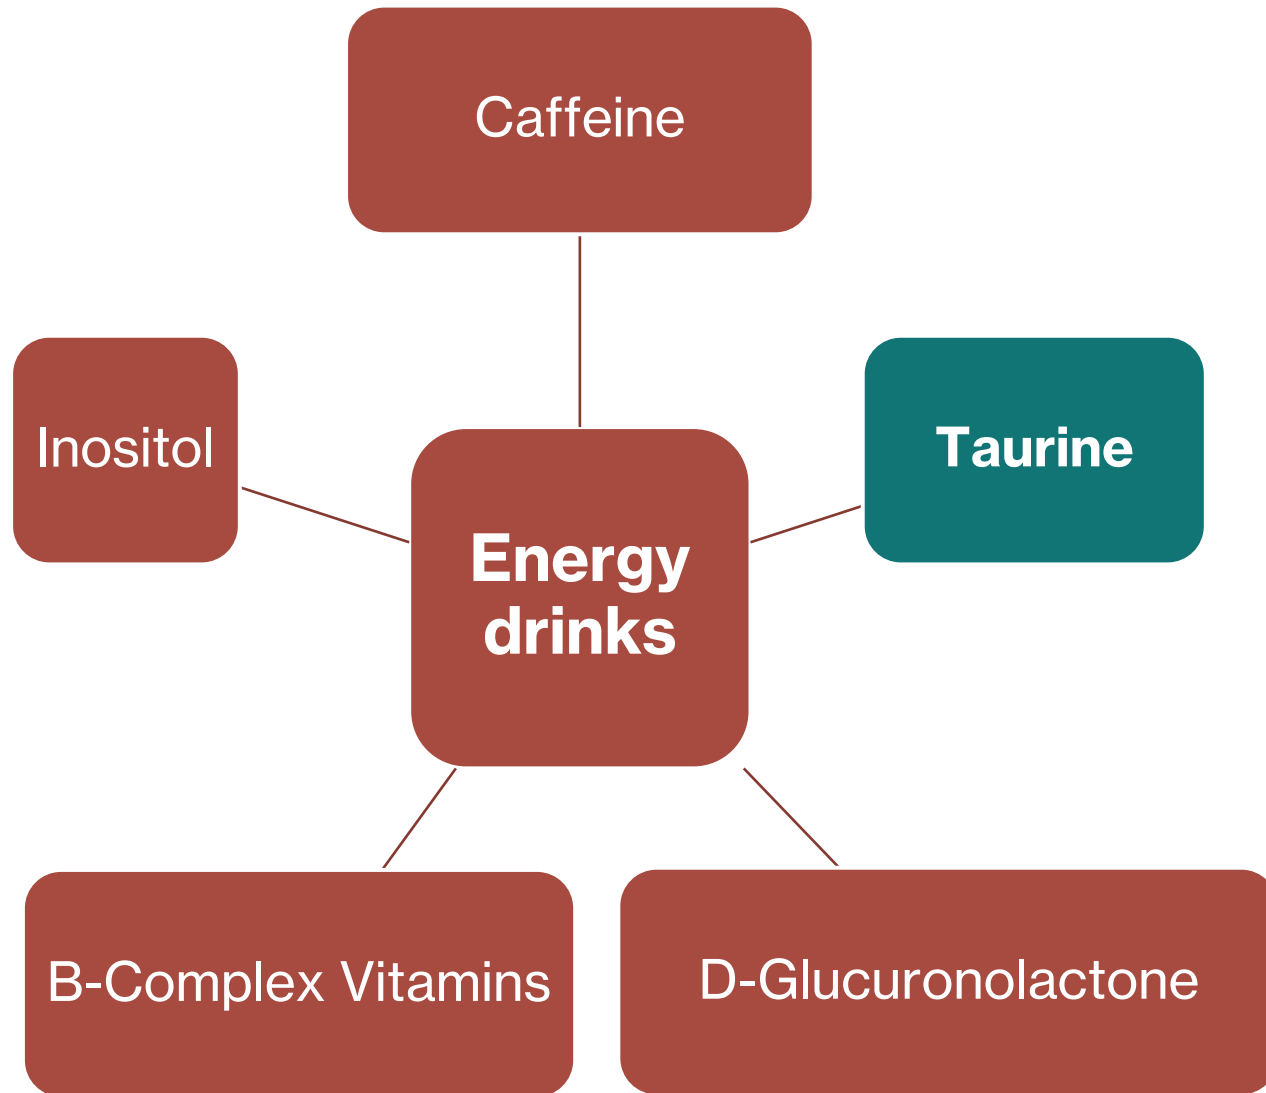 Caffeine
Inositol
Taurine
Energy
drinks
B-Complex Vitamins
D-Glucuronolactone